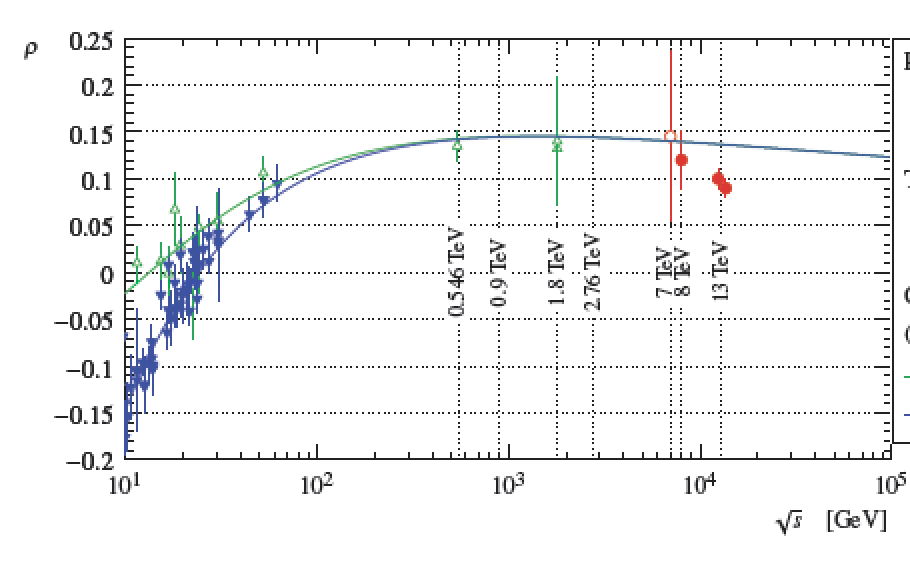 ρ
0.25
0.2
0.15
0.1
0.05
0
−0.05
−0.1
−0.15
−0.2
0.546 TeV
0.9 TeV
1.8 TeV
2.76 TeV
7 TeV
8 TeV
13 TeV
10¹ 10² 10³ 10⁴ 10⁵
√s [GeV]